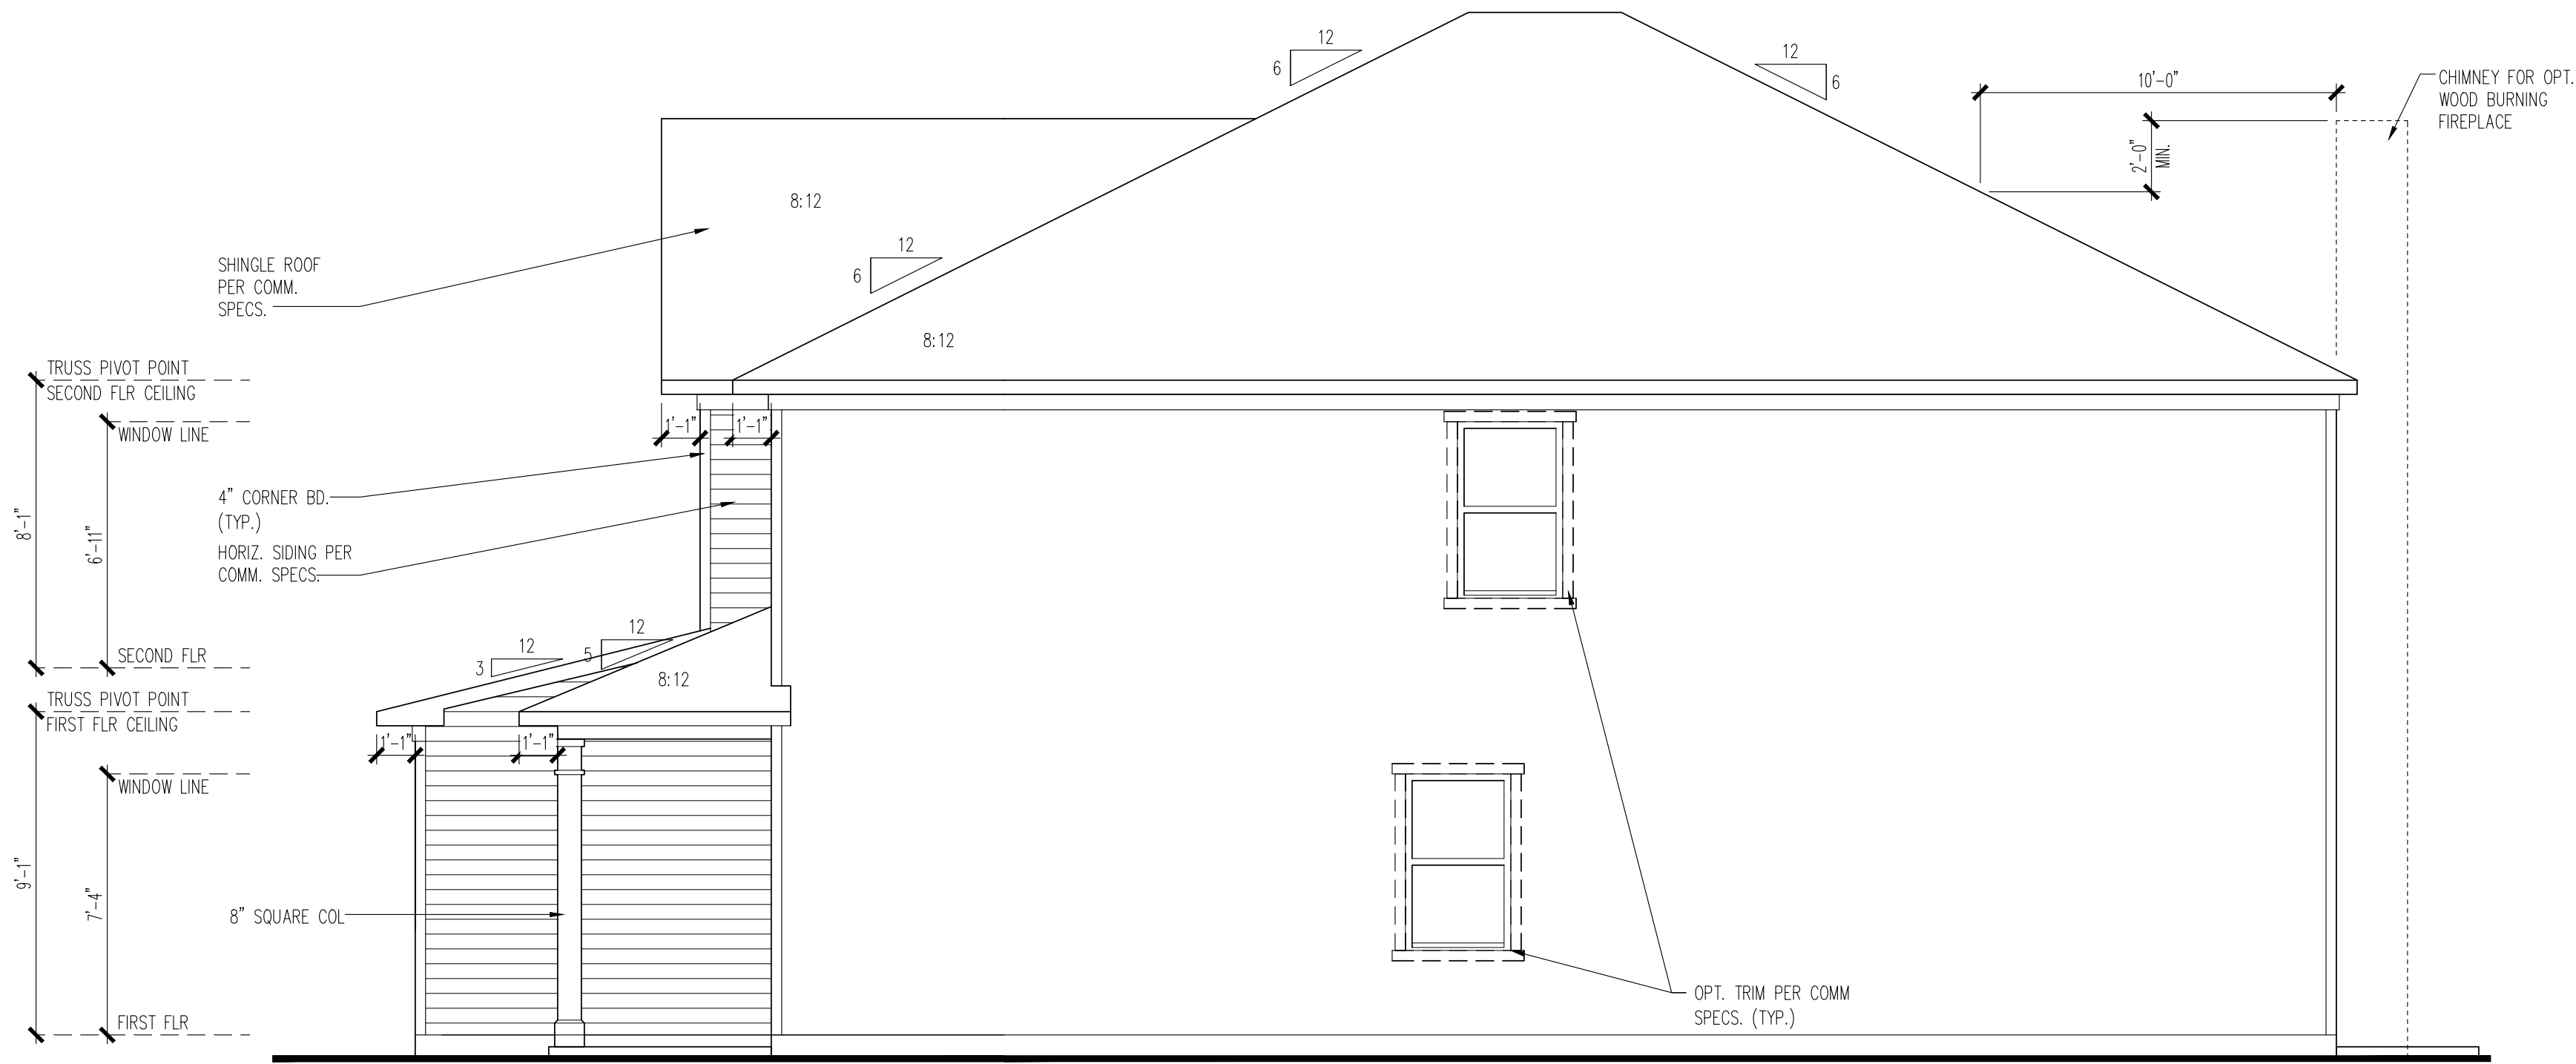 12
6
12
6
10'-0"
2'-0"
MIN.
CHIMNEY FOR OPT.
WOOD BURNING
FIREPLACE
8:12
SHINGLE ROOF
PER COMM.
SPECS.
12
6
8:12
TRUSS PIVOT POINT
SECOND FLR CEILING
WINDOW LINE
1'-1"
1'-1"
4" CORNER BD.
(TYP.)
HORIZ. SIDING PER
COMM. SPECS.
8'-1"
6'-11"
SECOND FLR
12
3
12
5
8:12
TRUSS PIVOT POINT
FIRST FLR CEILING
1'-1"
1'-1"
WINDOW LINE
9'-1"
7'-4"
8" SQUARE COL
FIRST FLR
OPT. TRIM PER COMM
SPECS. (TYP.)